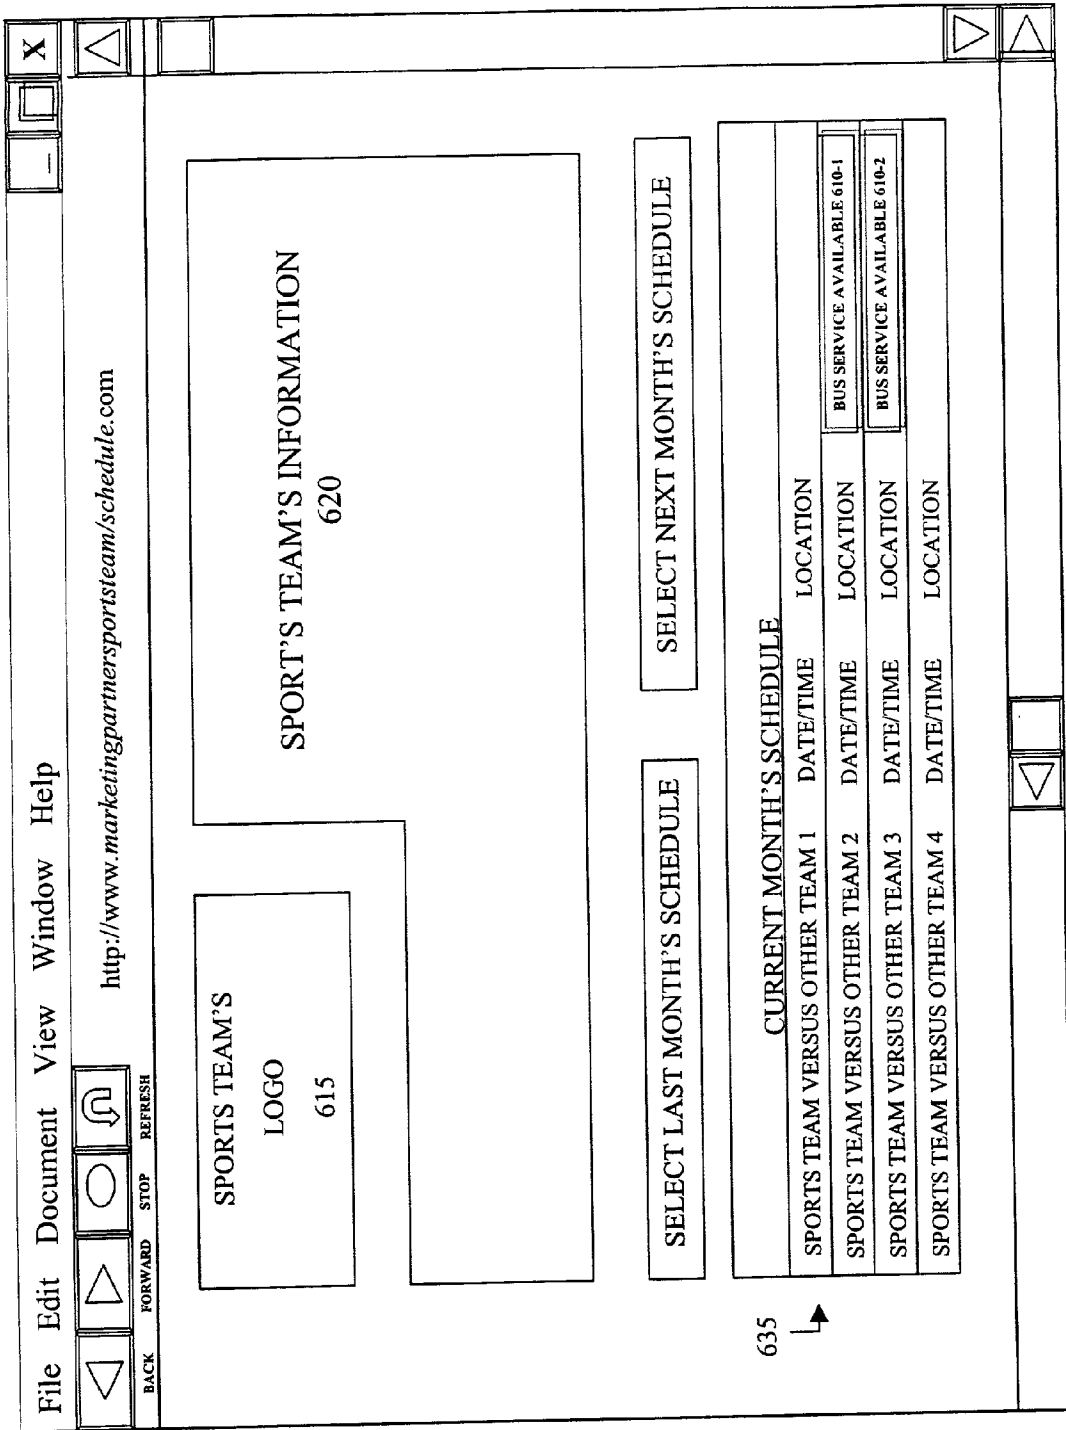 X
File Edit Document View Window Help
http://www.marketingpartnersportsteam/schedule.com
BACK FORWARD STOP REFRESH
SPORTS TEAM'S
LOGO
615
SPORT'S TEAM'S INFORMATION
620
SELECT LAST MONTH'S SCHEDULE
SELECT NEXT MONTH'S SCHEDULE
635
CURRENT MONTH'S SCHEDULE
SPORTS TEAM VERSUS OTHER TEAM 1 DATE/TIME LOCATION
SPORTS TEAM VERSUS OTHER TEAM 2 DATE/TIME LOCATION BUS SERVICE AVAILABLE 610-1
SPORTS TEAM VERSUS OTHER TEAM 3 DATE/TIME LOCATION BUS SERVICE AVAILABLE 610-2
SPORTS TEAM VERSUS OTHER TEAM 4 DATE/TIME LOCATION